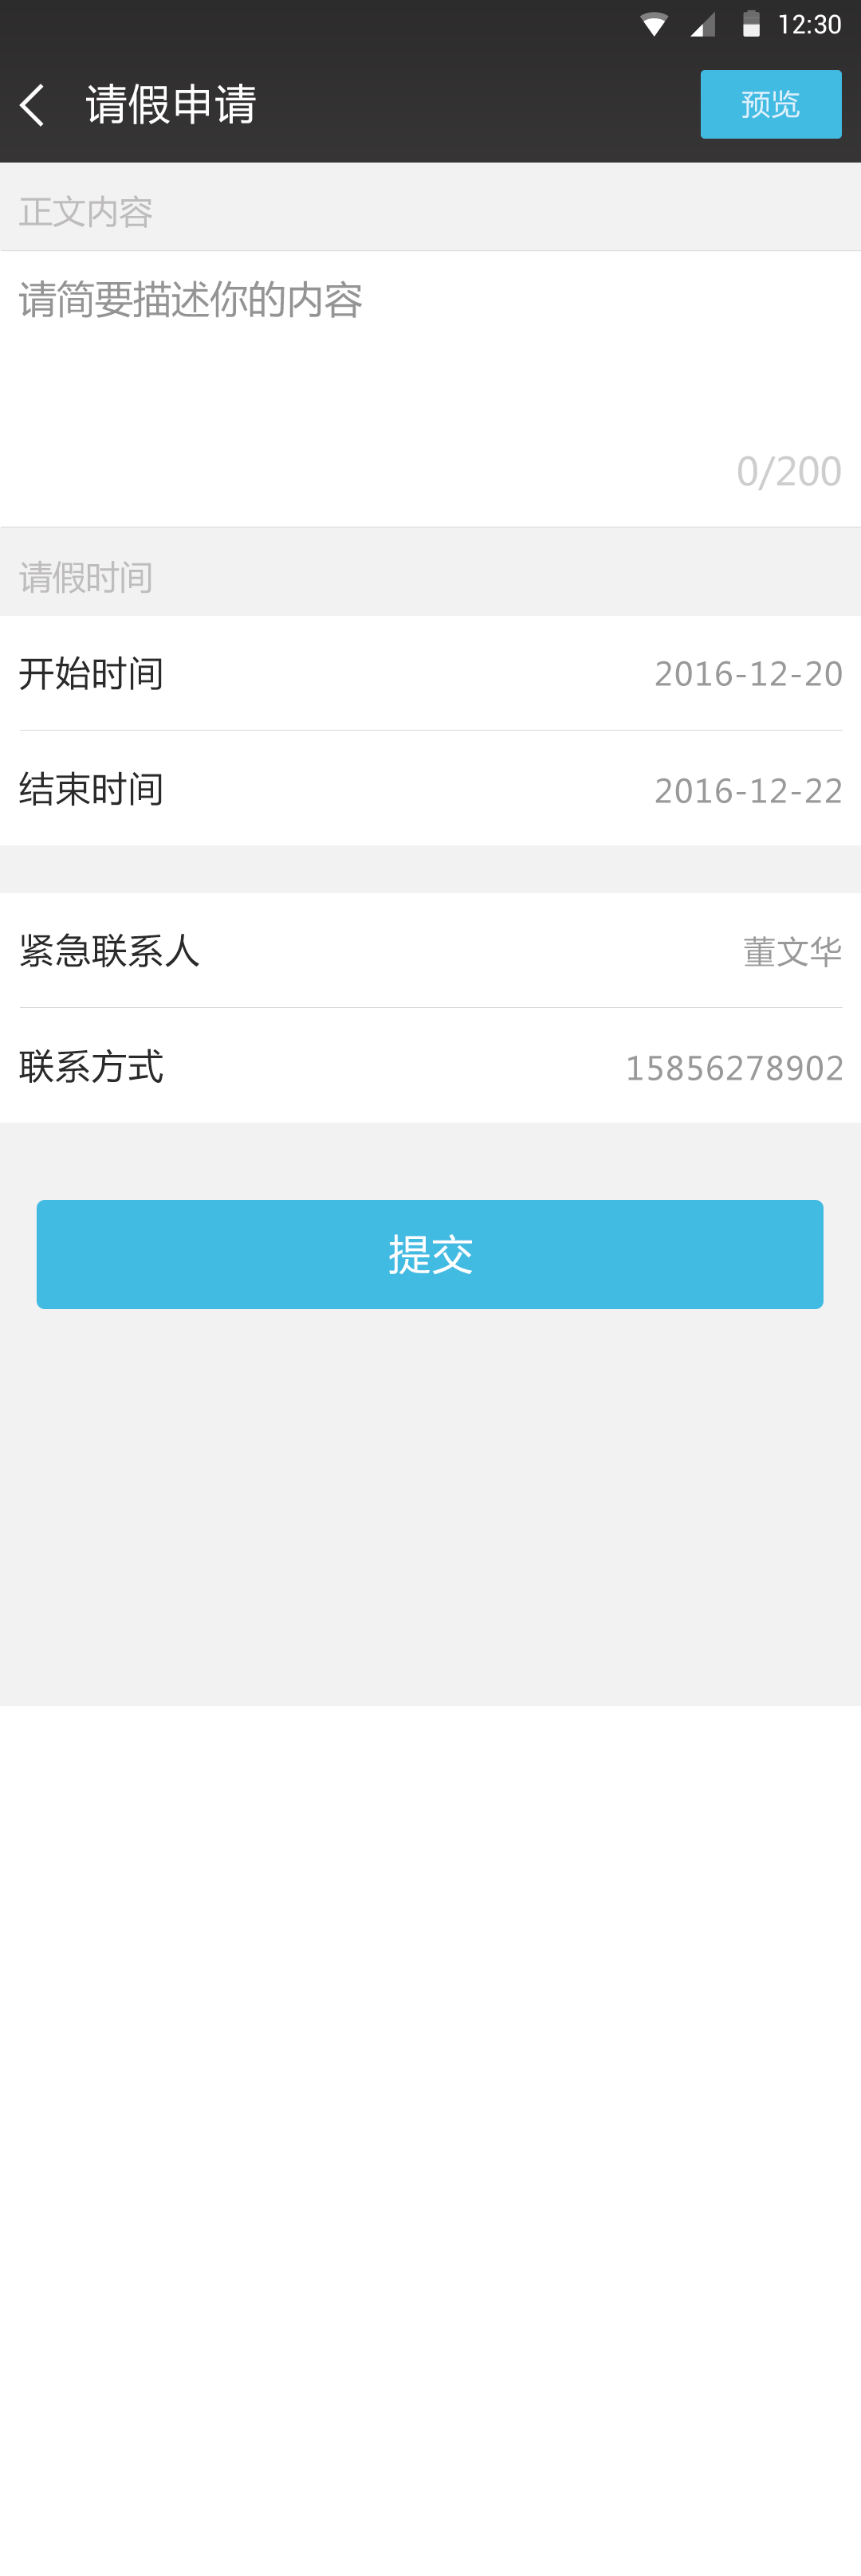 12:30
请假申请
预览
正文内容
请简要描述你的内容
0/200
请假时间
开始时间 2016-12-20
结束时间 2016-12-22
紧急联系人 董文华
联系方式 15856278902
提交